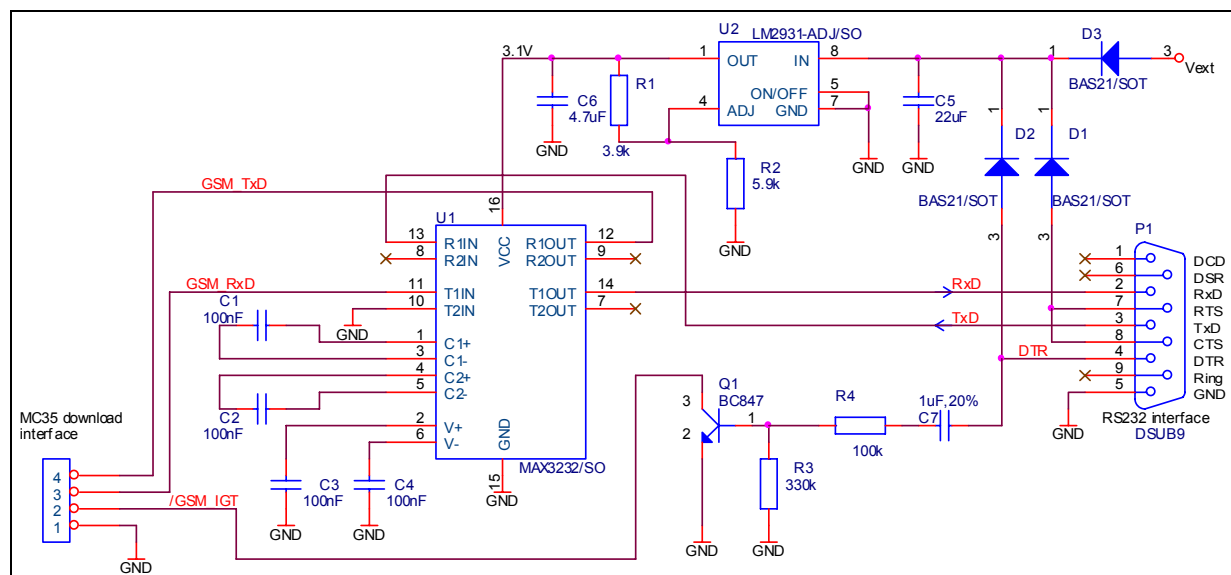 U2
LM2931-ADJ/SO
D3
3.1V
1
OUT
IN
8
1
3
Vext
BAS21/SOT
R1
C6
4.7uF
4
ADJ
ON/OFF
GND
5
7
C5
22uF
1
1
D2
D1
GND
3.9k
GND
GND
R2
5.9k
BAS21/SOT
BAS21/SOT
GSM_TxD
16
U1
3
3
P1
13
R1IN
VCC
R1OUT
12
GND
8
R2IN
R2OUT
9
1
DCD
6
DSR
GSM_RxD
11
T1IN
T1OUT
14
RxD
2
RxD
C1
100nF
10
T2IN
T2OUT
7
7
RTS
GND
TxD
3
TxD
1
C1+
8
CTS
3
C1-
DTR
4
DTR
4
C2+
9
Ring
5
C2-
Q1
BC847
R4
1uF,20%
5
GND
C2
100nF
3
C7
RS232 interface
DSUB9
MC35 download
interface
2
V+
GND
2
1
GND
6
V-
100k
MAX3232/SO
R3
330k
15
GND
4
3
2
1
C3
100nF
C4
100nF
/GSM_IGT
GND
GND
GND
GND
GND